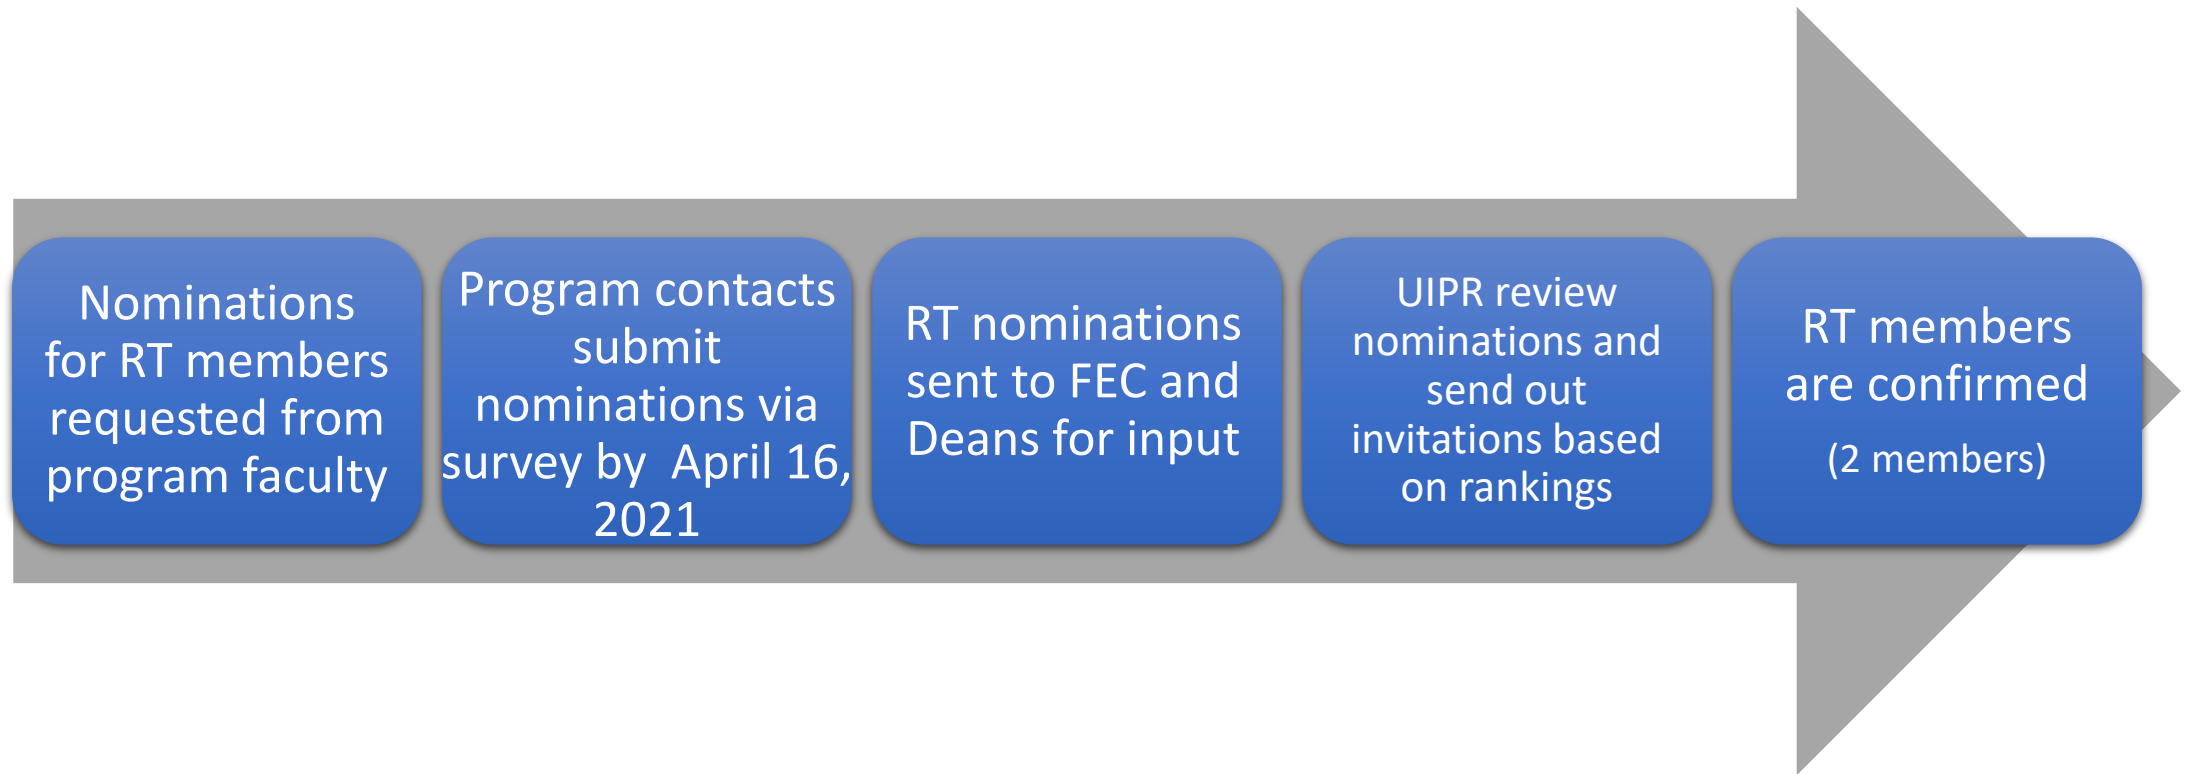 Nominations
for RT members
requested from
program faculty
Program contacts
submit
nominations via
survey by  April 16,
2021
RT nominations
sent to FEC and
Deans for input
UIPR review
nominations and
send out
invitations based
on rankings
RT members
are confirmed
(2 members)